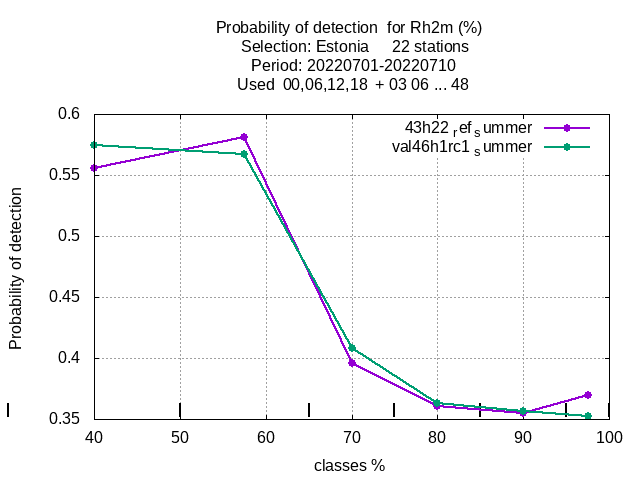 Probability of detection for Rh2m (%)
Selection: Estonia 22 stations
Period: 20220701-20220710
Used 00,06,12,18 + 03 06 ... 48
43h22refsummer
val46h1rc1summer
0.6
0.55
0.5
0.45
0.4
0.35
Probability of detection
40 50 60 70 80 90 100
classes %